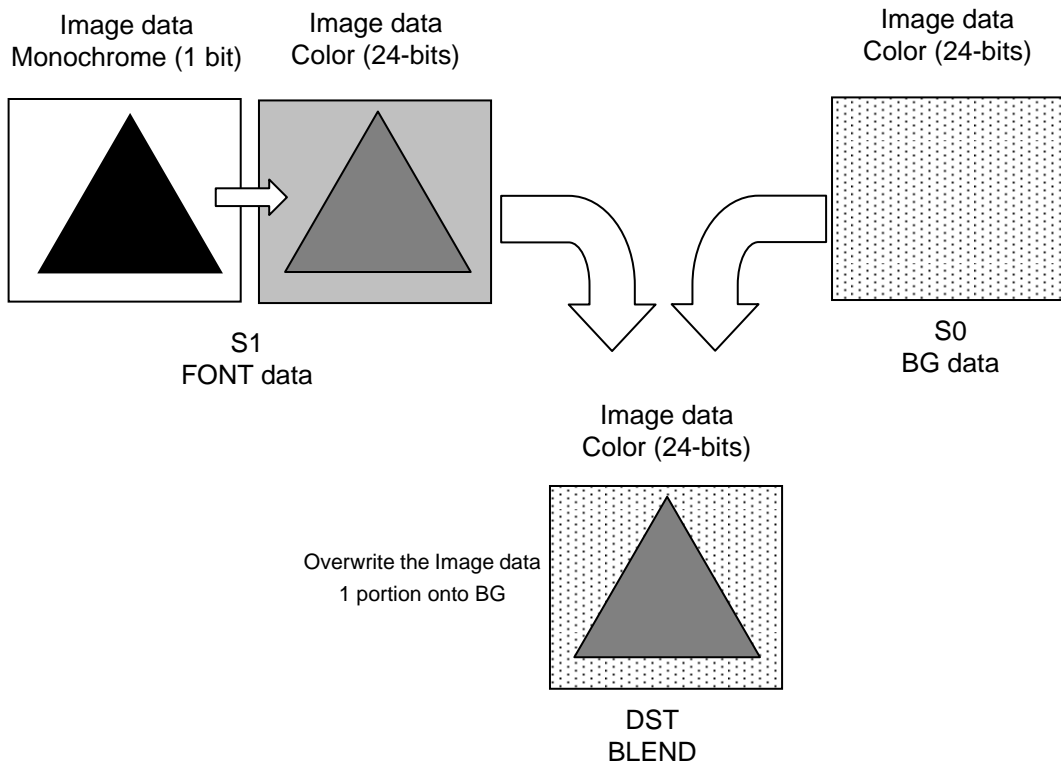 Image data
Monochrome (1 bit)
Image data
Color (24-bits)
Image data
Color (24-bits)
S1
FONT data
S0
BG data
Image data
Color (24-bits)
Overwrite the Image data
1 portion onto BG
DST
BLEND